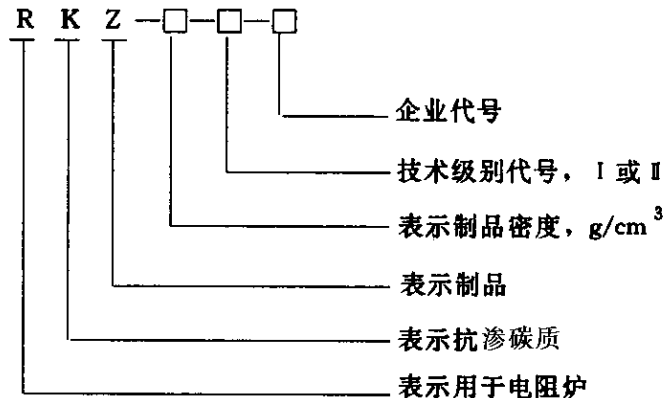 R K Z - □ - □ - □
企业代号
技术级别代号，Ⅰ或Ⅱ
表示制品密度，g/cm³
表示制品
表示抗渗碳质
表示用于电阻炉